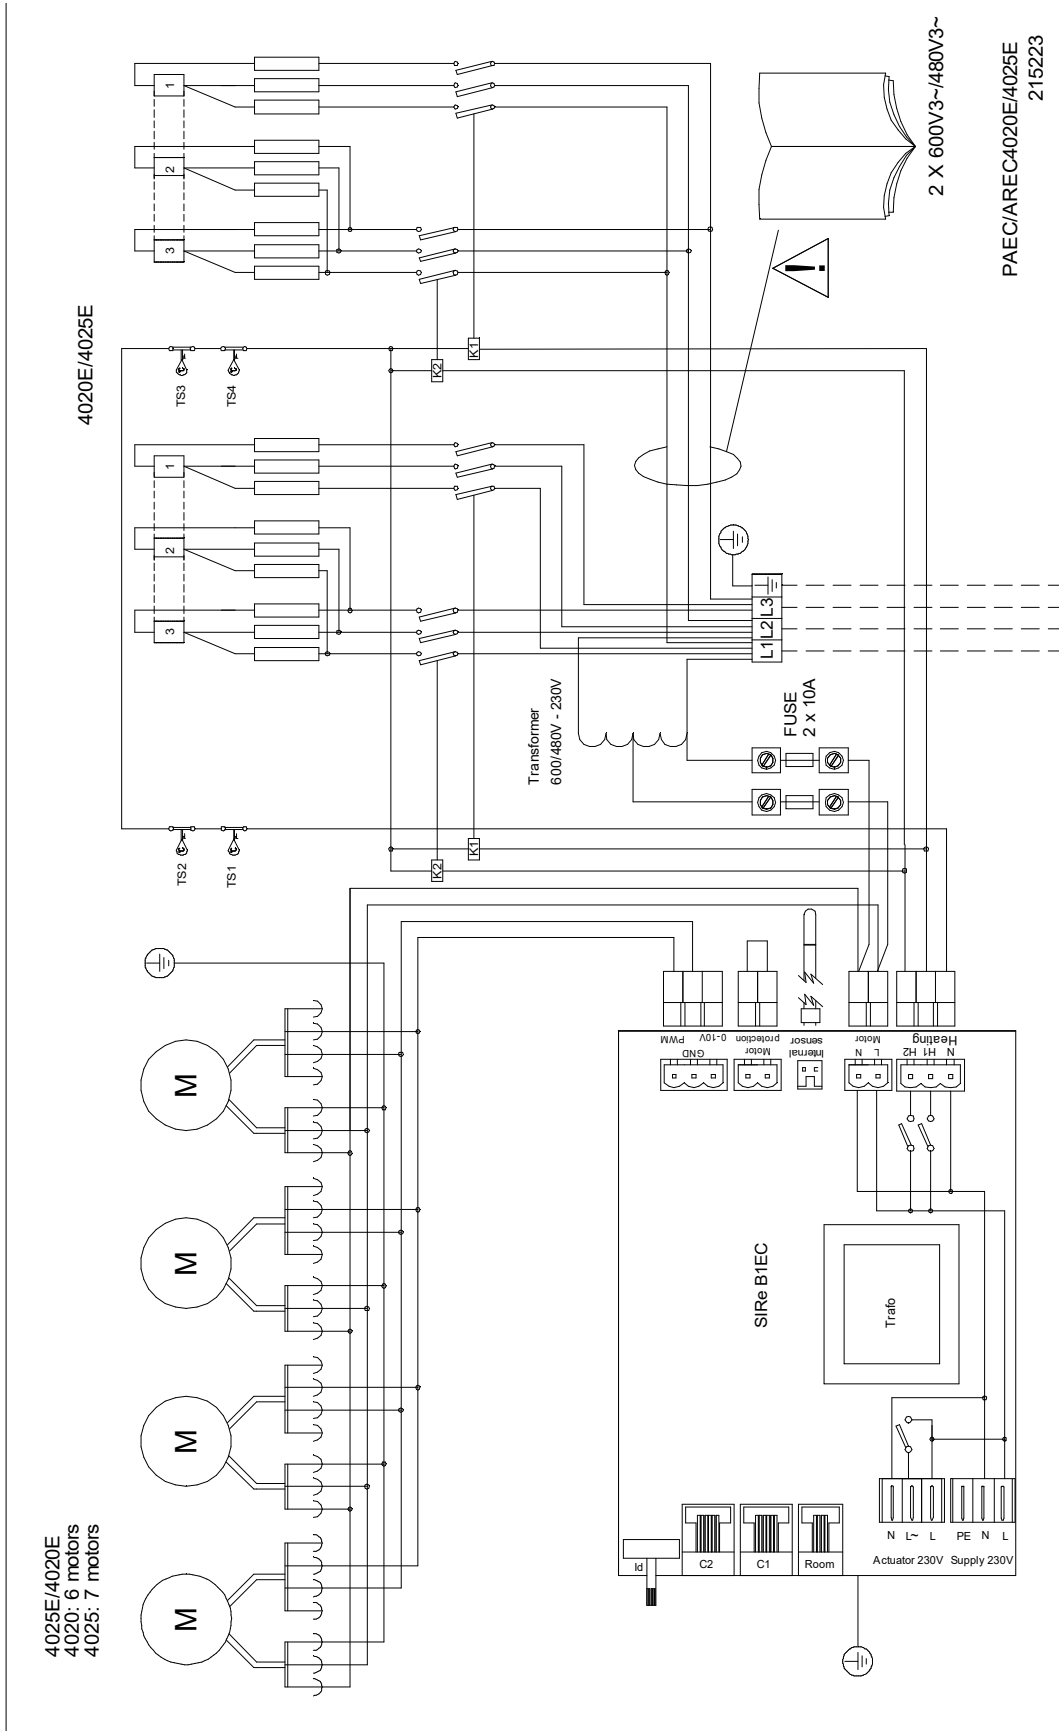 4025E/4020E
4020: 6 motors
4025: 7 motors
4020E/4025E
PAEC/AREC4020E/4025E
215223
2 X 600V3~/480V3~
M
M
M
M
TS2
TS1
TS3
TS4
3
2
1
3
2
1
K2
K1
K2
K1
Transformer
600/480V - 230V
FUSE
2 x 10A
L1
L2
L3
PWM
GND
0-10V
Motor
protection
Internal
sensor
Motor
N
L
Heating
H2
H1
N
SIRe B1EC
Trafo
Id
C2
C1
Room
N
L~
L
Actuator 230V
PE
N
L
Supply 230V